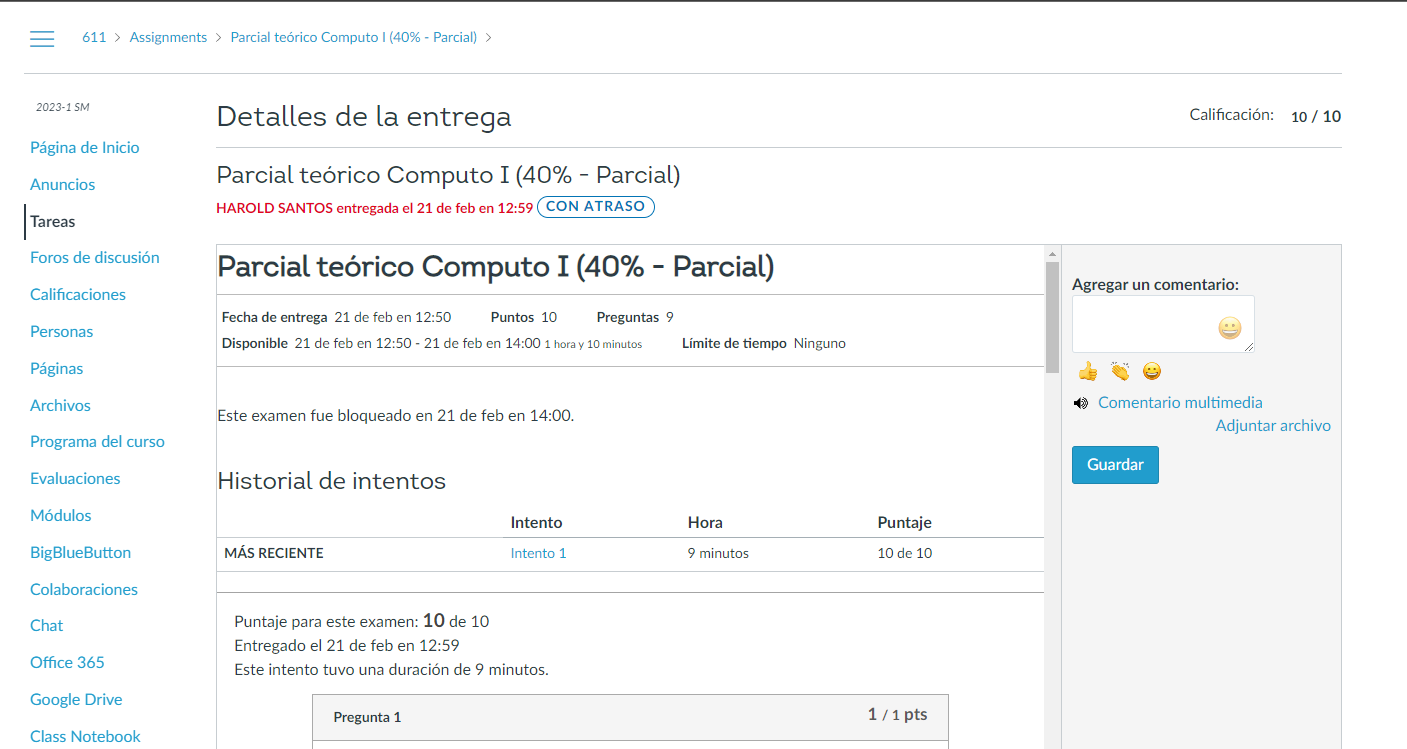 611 > Assignments > Parcial teórico Computo I (40% - Parcial) >
2023-1 SM
Página de Inicio
Anuncios
Tareas
Foros de discusión
Calificaciones
Personas
Páginas
Archivos
Programa del curso
Evaluaciones
Módulos
BigBlueButton
Colaboraciones
Chat
Office 365
Google Drive
Class Notebook
Detalles de la entrega
Calificación: 10 / 10
Parcial teórico Computo I (40% - Parcial)
HAROLD SANTOS entregada el 21 de feb en 12:59 CON ATRASO
Parcial teórico Computo I (40% - Parcial)
Fecha de entrega 21 de feb en 12:50 Puntos 10 Preguntas 9
Disponible 21 de feb en 12:50 - 21 de feb en 14:00 1 hora y 10 minutos Límite de tiempo Ninguno
Este examen fue bloqueado en 21 de feb en 14:00.
Historial de intentos
Intento Hora Puntaje
MÁS RECIENTE Intento 1 9 minutos 10 de 10
Puntaje para este examen: 10 de 10
Entregado el 21 de feb en 12:59
Este intento tuvo una duración de 9 minutos.
Pregunta 1 1 / 1 pts
Agregar un comentario:
Comentario multimedia
Adjuntar archivo
Guardar